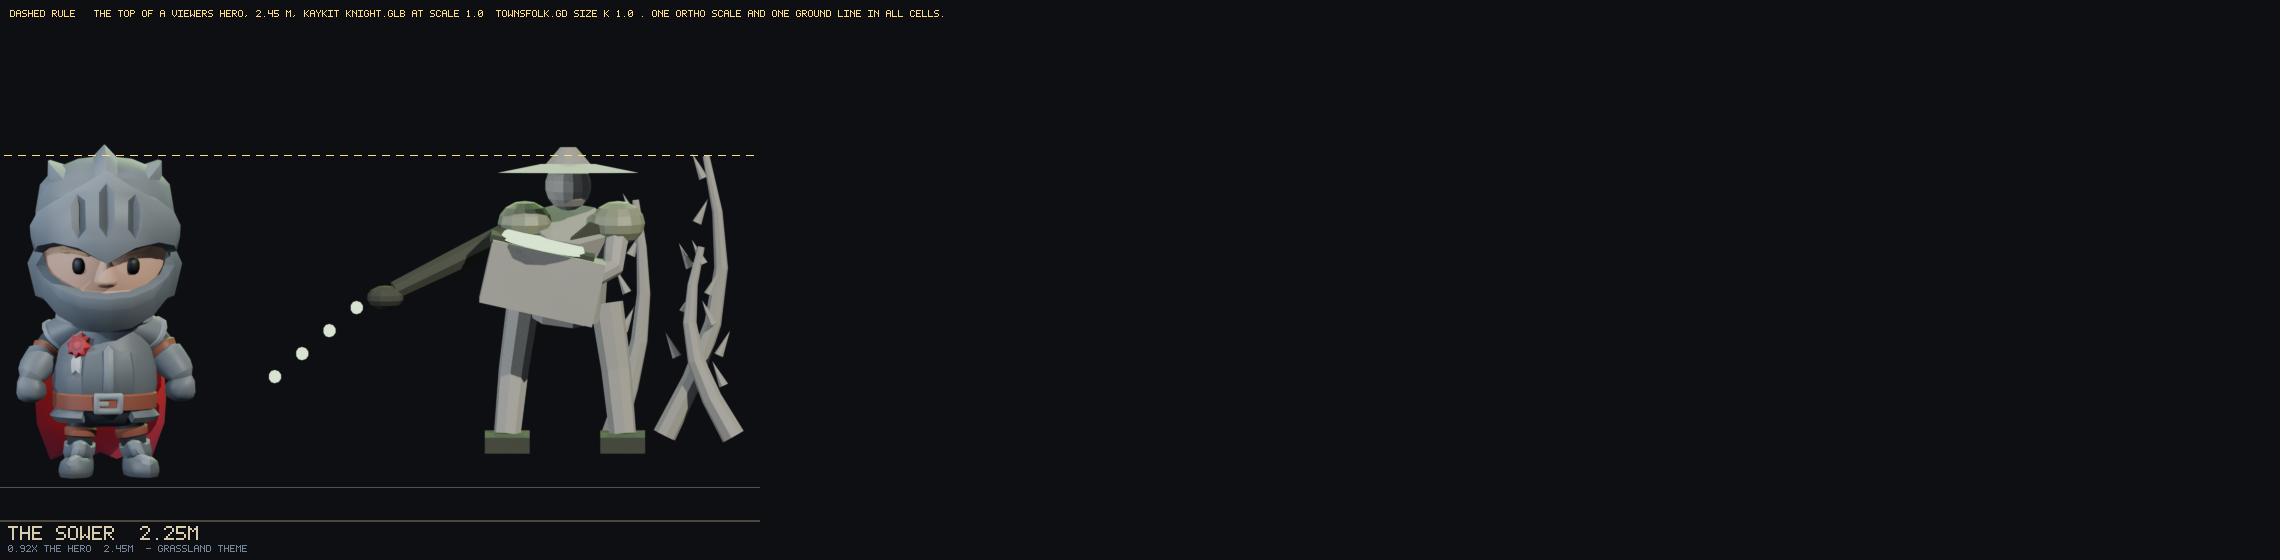 DASHED RULE   THE TOP OF A VIEWERS HERO, 2.45 M, KAYKIT KNIGHT.GLB AT SCALE 1.0  TOWNSFOLK.GD SIZE K 1.0 . ONE ORTHO SCALE AND ONE GROUND LINE IN ALL CELLS.
THE SOWER  2.25M
0.92X THE HERO  2.45M  - GRASSLAND THEME